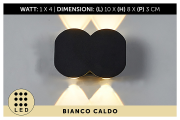 WATT: 1 X 4 | DIMENSIONI: (L) 10 X (H) 8 X (P) 3 CM
LED
BIANCO CALDO